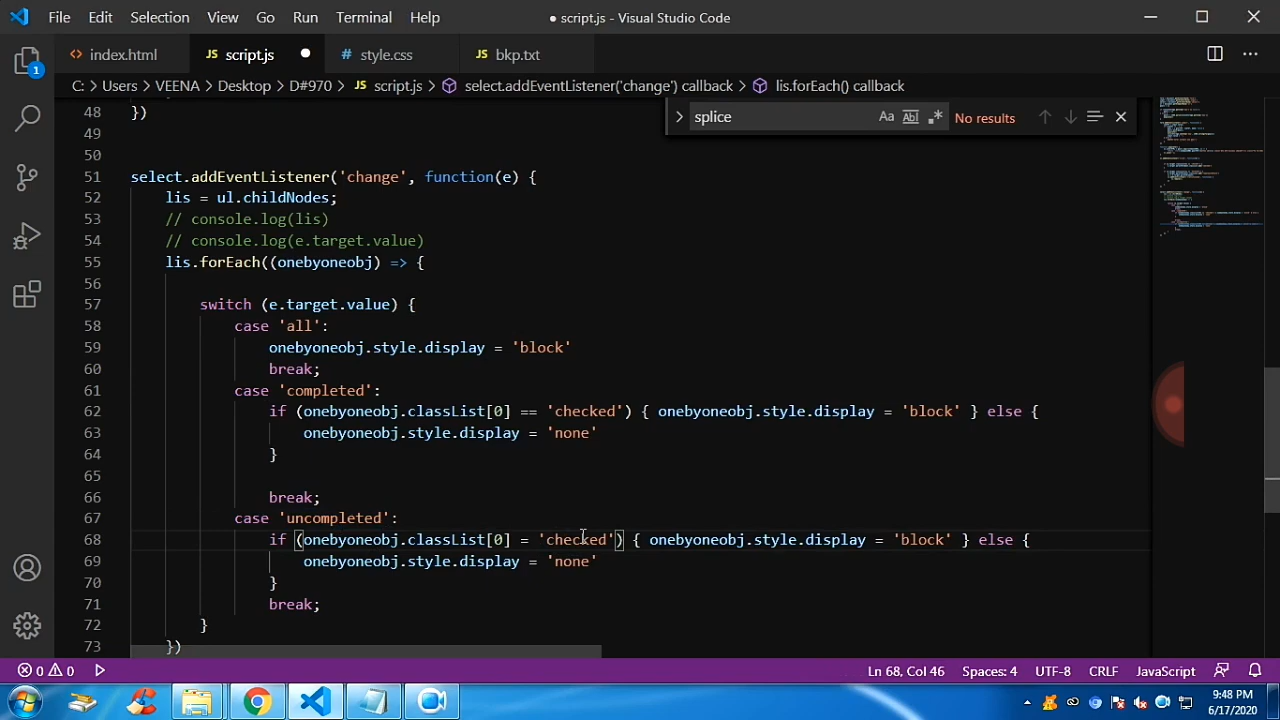 File Edit Selection View Go Run Terminal Help
● script.js - Visual Studio Code
index.html JS script.js ● # style.css JS bkp.txt
C: > Users > VEENA > Desktop > D#970 > JS script.js > select.addEventListener('change') callback > lis.forEach() callback
splice Aa Abl .* No results
1
48 })
49
50
51 select.addEventListener('change', function(e) {
52 lis = ul.childNodes;
53 // console.log(lis)
54 // console.log(e.target.value)
55 lis.forEach((onebyoneobj) => {
56
57 switch (e.target.value) {
58 case 'all':
59 onebyoneobj.style.display = 'block'
60 break;
61 case 'completed':
62 if (onebyoneobj.classList[0] == 'checked') { onebyoneobj.style.display = 'block' } else {
63 onebyoneobj.style.display = 'none'
64 }
65
66 break;
67 case 'uncompleted':
68 if (onebyoneobj.classList[0] = 'checked') { onebyoneobj.style.display = 'block' } else {
69 onebyoneobj.style.display = 'none'
70 }
71 break;
72 }
73 })
0 0 Ln 68, Col 46 Spaces: 4 UTF-8 CRLF JavaScript
9:48 PM
6/17/2020